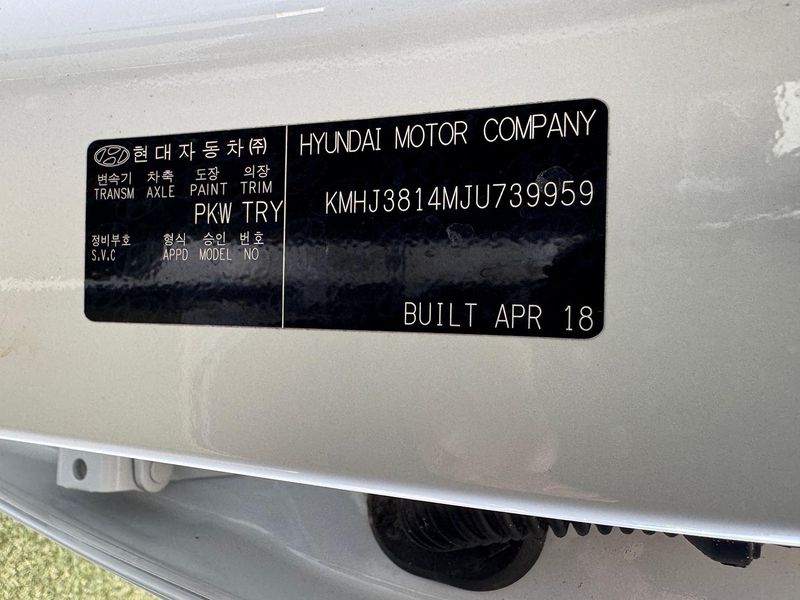 현대자동차(주)
변속기 차축 도장 의장
TRANSM AXLE PAINT TRIM
PKW TRY
정비부호 형식 승인 번호
S.V.C APPD MODEL NO
HYUNDAI MOTOR COMPANY
KMHJ3814MJU739959
BUILT APR 18